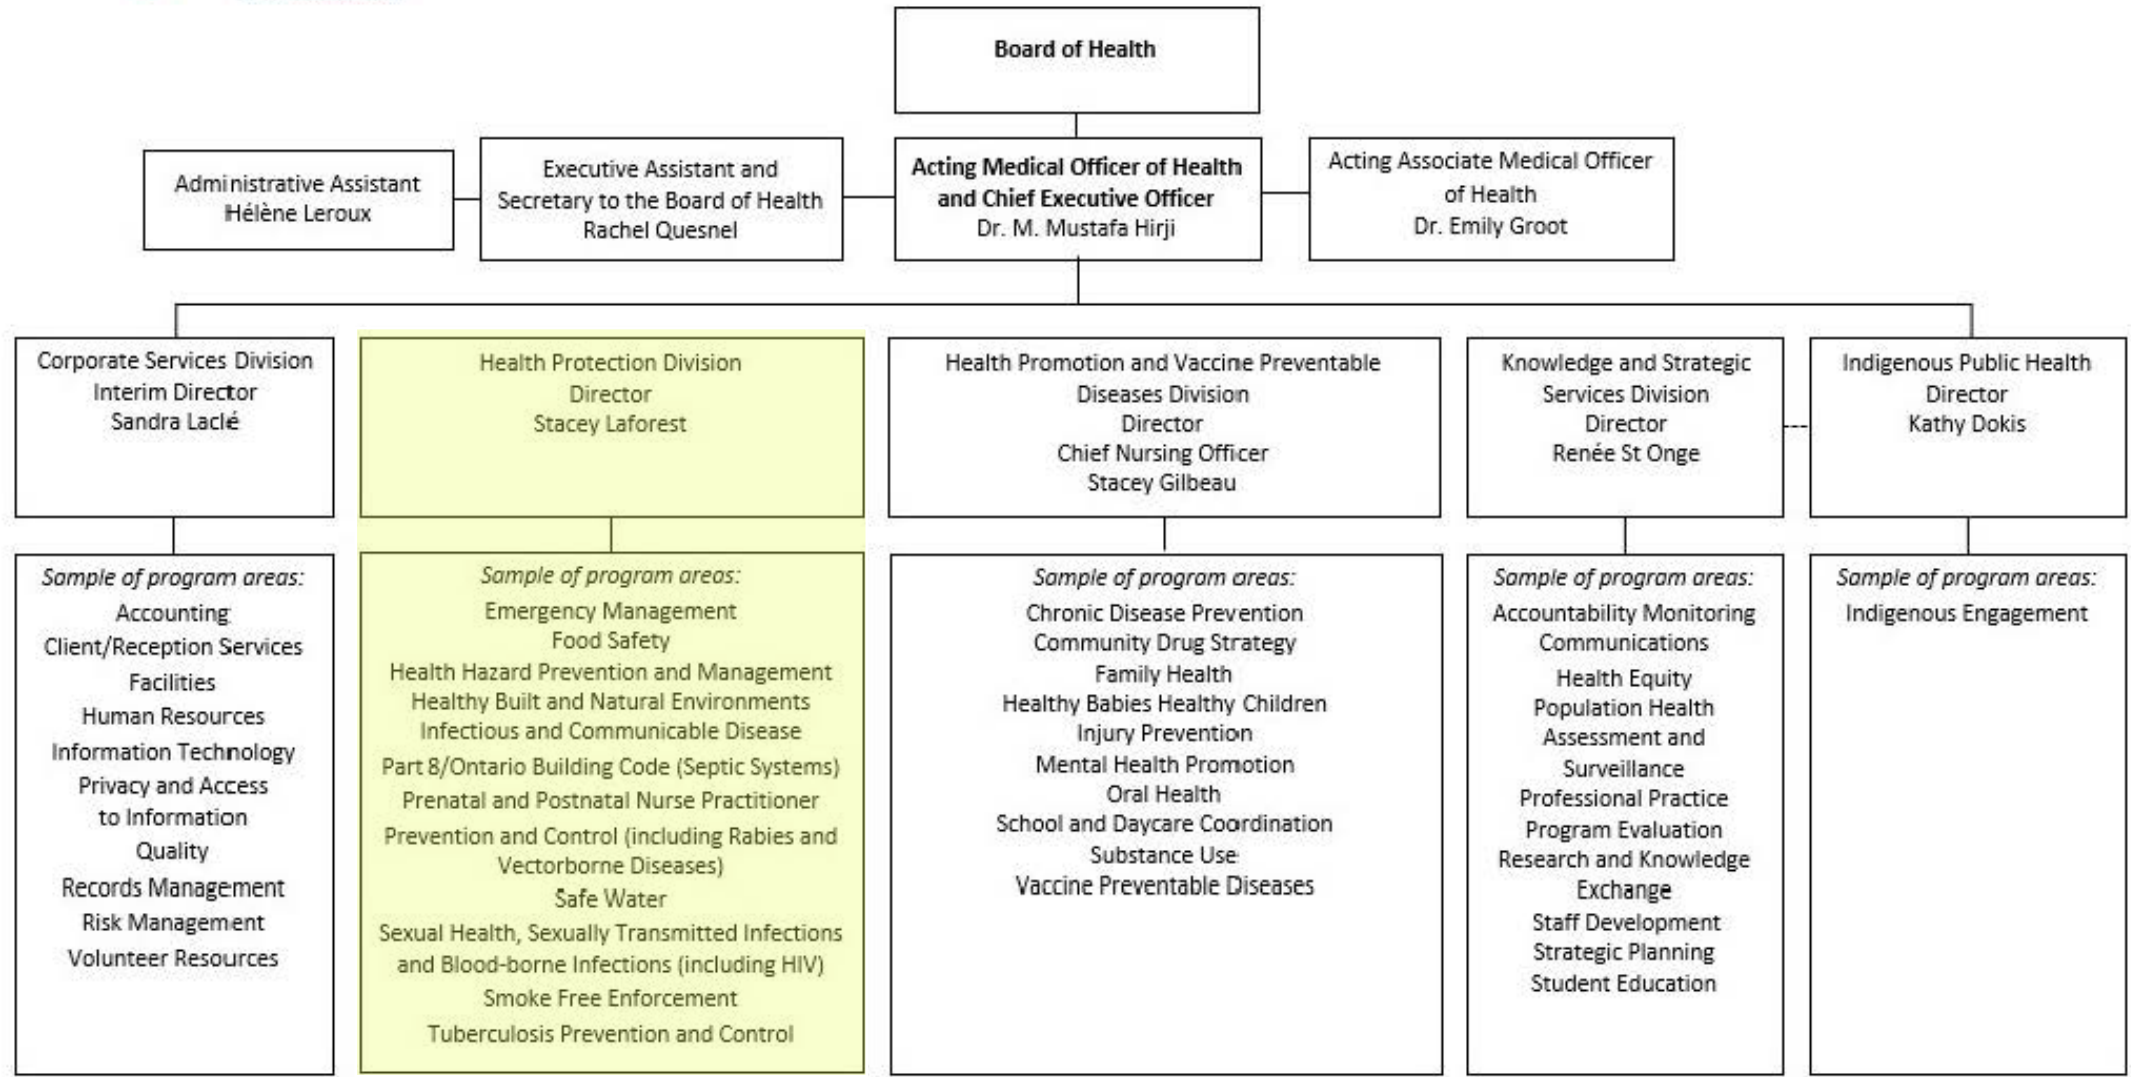 Board of Health
Administrative Assistant
Hélène Leroux
Executive Assistant and
Secretary to the Board of Health
Rachel Quesnel
Acting Medical Officer of Health
and Chief Executive Officer
Dr. M. Mustafa Hirji
Acting Associate Medical Officer
of Health
Dr. Emily Groot
Corporate Services Division
Interim Director
Sandra Laclé
Health Protection Division
Director
Stacey Laforest
Health Promotion and Vaccine Preventable
Diseases Division
Director
Chief Nursing Officer
Stacey Gilbeau
Knowledge and Strategic
Services Division
Director
Renée St Onge
Indigenous Public Health
Director
Kathy Dokis
Sample of program areas:
Accounting
Client/Reception Services
Facilities
Human Resources
Information Technology
Privacy and Access
to Information
Quality
Records Management
Risk Management
Volunteer Resources
Sample of program areas:
Emergency Management
Food Safety
Health Hazard Prevention and Management
Healthy Built and Natural Environments
Infectious and Communicable Disease
Part 8/Ontario Building Code (Septic Systems)
Prenatal and Postnatal Nurse Practitioner
Prevention and Control (including Rabies and
Vectorborne Diseases)
Safe Water
Sexual Health, Sexually Transmitted Infections
and Blood-borne Infections (including HIV)
Smoke Free Enforcement
Tuberculosis Prevention and Control
Sample of program areas:
Chronic Disease Prevention
Community Drug Strategy
Family Health
Healthy Babies Healthy Children
Injury Prevention
Mental Health Promotion
Oral Health
School and Daycare Coordination
Substance Use
Vaccine Preventable Diseases
Sample of program areas:
Accountability Monitoring
Communications
Health Equity
Population Health
Assessment and
Surveillance
Professional Practice
Program Evaluation
Research and Knowledge
Exchange
Staff Development
Strategic Planning
Student Education
Sample of program areas:
Indigenous Engagement